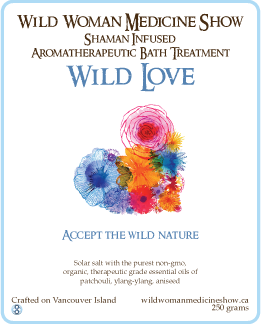 Wild Woman Medicine Show
Shaman Infused
Aromatherapeutic Bath Treatment
Wild Love
Accept the wild nature
Solar salt with the purest non-gmo,
organic, therapeutic grade essential oils of
patchouli, ylang-ylang, aniseed
Crafted on Vancouver Island wildwomanmedicineshow.ca
250 grams